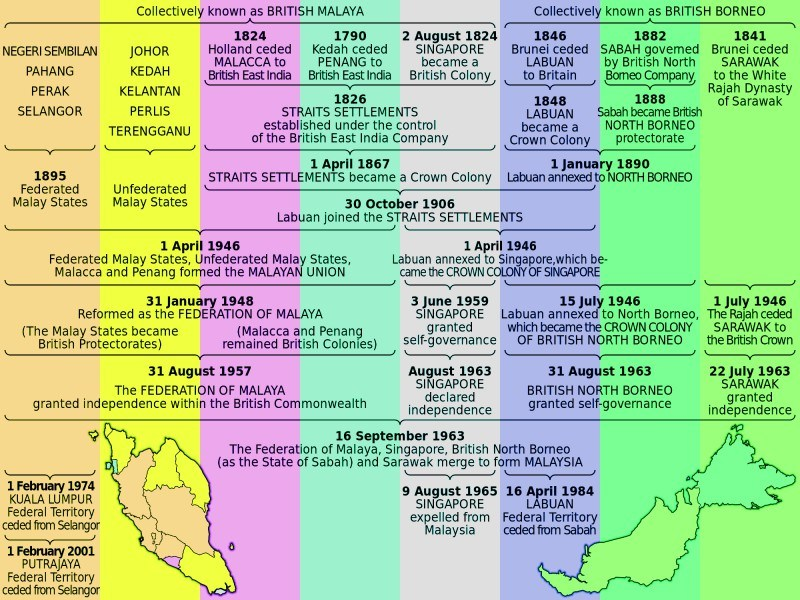 Collectively known as BRITISH MALAYA
Collectively known as BRITISH BORNEO
NEGERI SEMBILAN
PAHANG
PERAK
SELANGOR
JOHOR
KEDAH
KELANTAN
PERLIS
TERENGGANU
1824
Holland ceded
MALACCA to
British East India
1790
Kedah ceded
PENANG to
British East India
2 August 1824
SINGAPORE
became a
British Colony
1846
Brunei ceded
LABUAN
to Britain
1882
SABAH governed
by British North
Borneo Company
1841
Brunei ceded
SARAWAK
to the White
Rajah Dynasty
of Sarawak
1826
STRAITS SETTLEMENTS
established under the control
of the British East India Company
1848
LABUAN
became a
Crown Colony
1888
Sabah became British
NORTH BORNEO
protectorate
1895
Federated
Malay States
Unfederated
Malay States
1 April 1867
STRAITS SETTLEMENTS became a Crown Colony
1 January 1890
Labuan annexed to NORTH BORNEO
30 October 1906
Labuan joined the STRAITS SETTLEMENTS
1 April 1946
Federated Malay States, Unfederated Malay States,
Malacca and Penang formed the MALAYAN UNION
1 April 1946
Labuan annexed to Singapore,which be-
came the CROWN COLONY OF SINGAPORE
31 January 1948
Reformed as the FEDERATION OF MALAYA
(The Malay States became
British Protectorates)
(Malacca and Penang
remained British Colonies)
3 June 1959
SINGAPORE
granted
self-governance
15 July 1946
Labuan annexed to North Borneo,
which became the CROWN COLONY
OF BRITISH NORTH BORNEO
1 July 1946
The Rajah ceded
SARAWAK to
the British Crown
31 August 1957
The FEDERATION OF MALAYA
granted independence within the British Commonwealth
August 1963
SINGAPORE
declared
independence
31 August 1963
BRITISH NORTH BORNEO
granted self-governance
22 July 1963
SARAWAK
granted
independence
16 September 1963
The Federation of Malaya, Singapore, British North Borneo
(as the State of Sabah) and Sarawak merge to form MALAYSIA
1 February 1974
KUALA LUMPUR
Federal Territory
ceded from Selangor
9 August 1965
SINGAPORE
expelled from
Malaysia
16 April 1984
LABUAN
Federal Territory
ceded from Sabah
1 February 2001
PUTRAJAYA
Federal Territory
ceded from Selangor